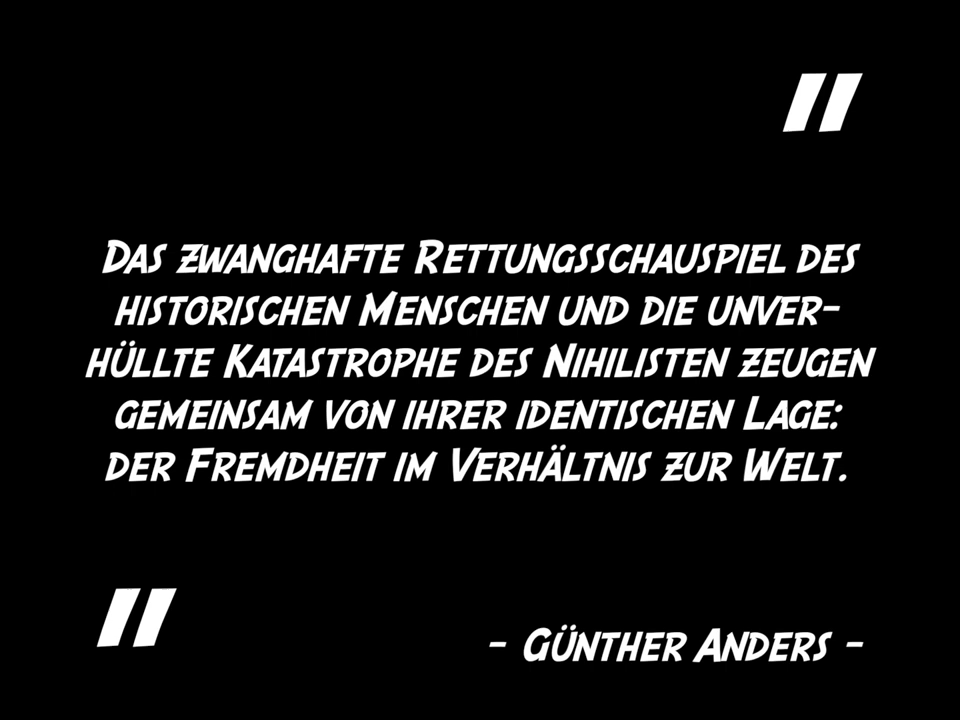 "
Das zwanghafte Rettungsschauspiel des
historischen Menschen und die unver-
hüllte Katastrophe des Nihilisten zeugen
gemeinsam von ihrer identischen Lage:
der Fremdheit im Verhältnis zur Welt.
"
- Günther Anders -